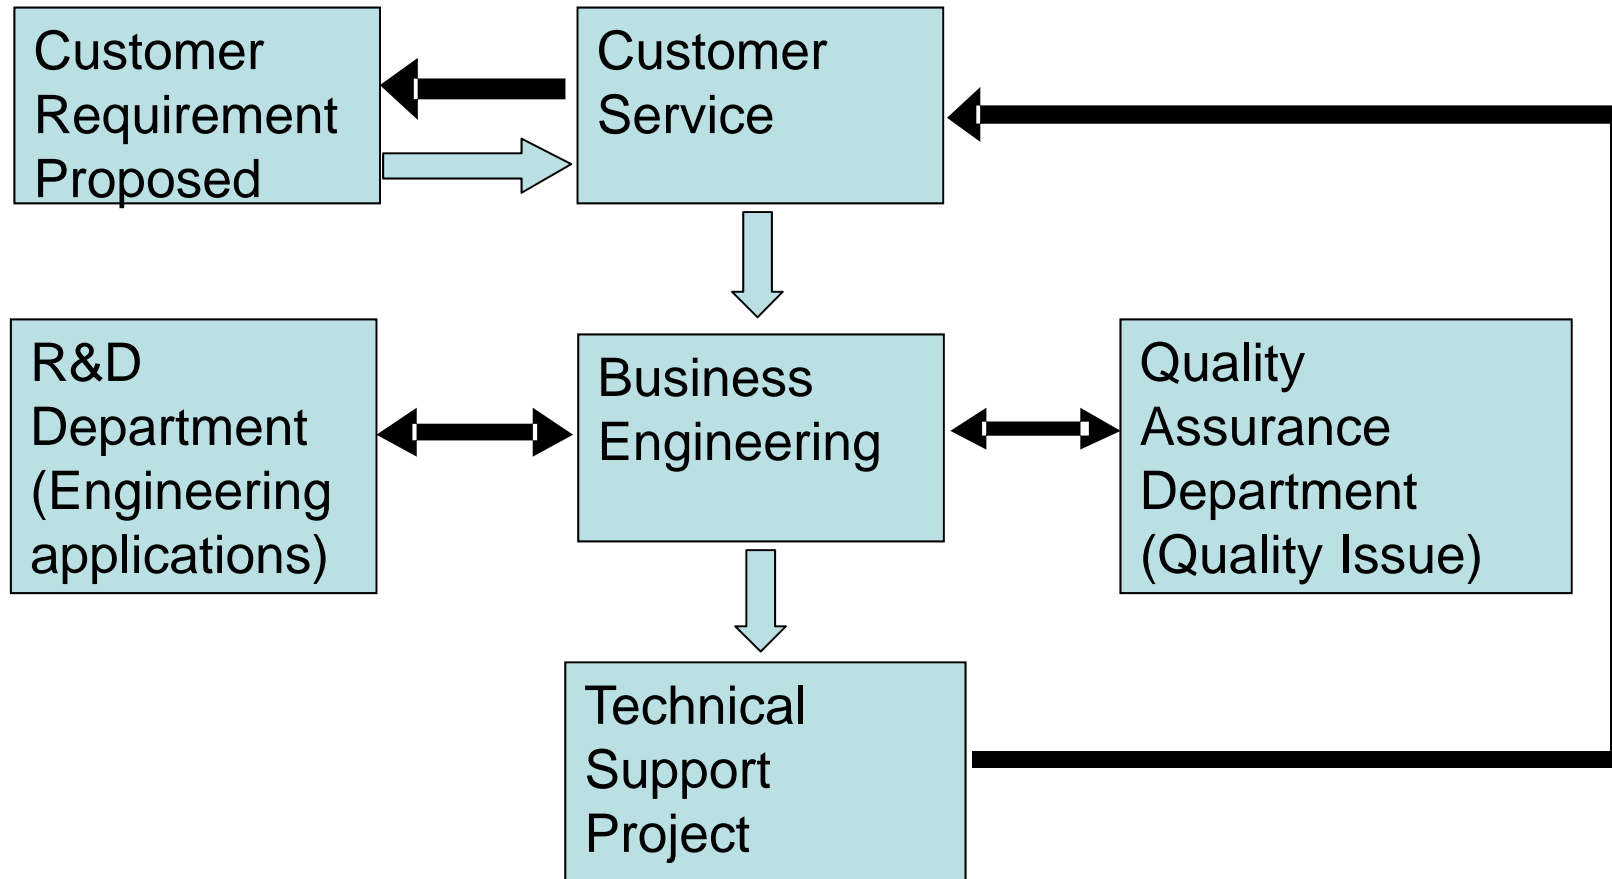 Customer
Requirement
Proposed
Customer
Service
R&D
Department
(Engineering
applications)
Business
Engineering
Quality
Assurance
Department
(Quality Issue)
Technical
Support
Project